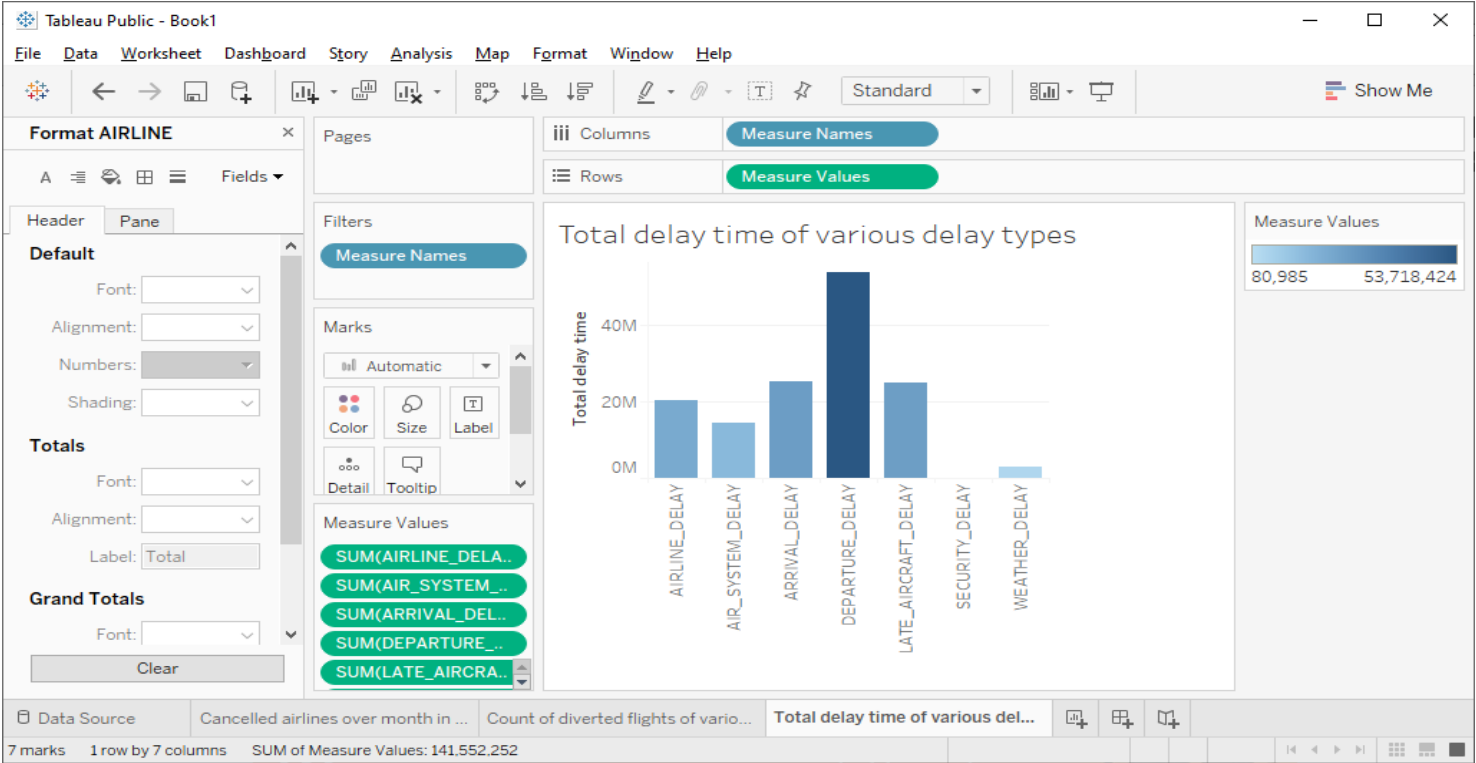 Tableau Public - Book1
File Data Worksheet Dashboard Story Analysis Map Format Window Help
Standard
Show Me
Format AIRLINE
Fields
Header Pane
Default
Font:
Alignment:
Numbers:
Shading:
Totals
Font:
Alignment:
Label: Total
Grand Totals
Font:
Clear
Pages
Filters
Measure Names
Marks
Automatic
Color Size Label
Detail Tooltip
Measure Values
SUM(AIRLINE_DELA..
SUM(AIR_SYSTEM_..
SUM(ARRIVAL_DEL..
SUM(DEPARTURE_..
SUM(LATE_AIRCRA..
Columns Measure Names
Rows Measure Values
Total delay time of various delay types
Total delay time
40M
20M
0M
AIRLINE_DELAY
AIR_SYSTEM_DELAY
ARRIVAL_DELAY
DEPARTURE_DELAY
LATE_AIRCRAFT_DELAY
SECURITY_DELAY
WEATHER_DELAY
Measure Values
80,985 53,718,424
Data Source Cancelled airlines over month in ... Count of diverted flights of vario... Total delay time of various del...
7 marks 1 row by 7 columns SUM of Measure Values: 141,552,252